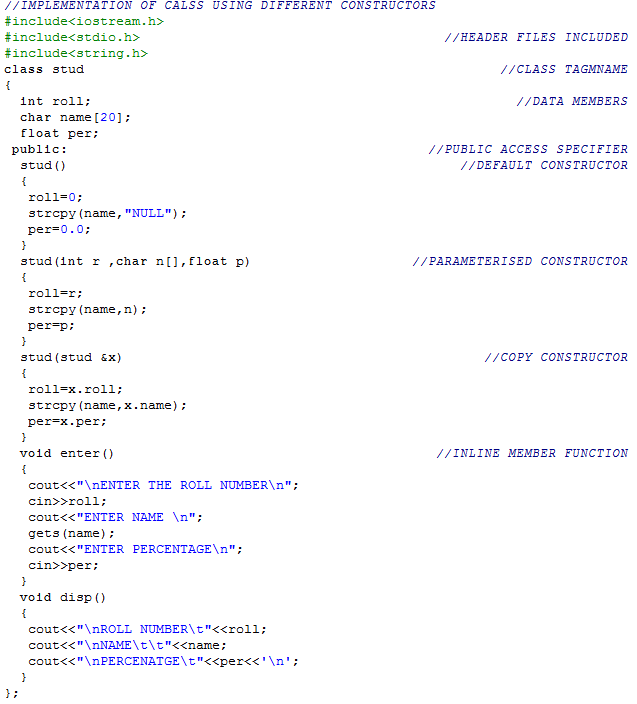 //IMPLEMENTATION OF CALSS USING DIFFERENT CONSTRUCTORS
#include<iostream.h>
#include<stdio.h> //HEADER FILES INCLUDED
#include<string.h>
class stud //CLASS TAGMNAME
{
int roll; //DATA MEMBERS
char name[20];
float per;
public: //PUBLIC ACCESS SPECIFIER
stud() //DEFAULT CONSTRUCTOR
{
roll=0;
strcpy(name,"NULL");
per=0.0;
}
stud(int r ,char n[],float p) //PARAMETERISED CONSTRUCTOR
{
roll=r;
strcpy(name,n);
per=p;
}
stud(stud &x) //COPY CONSTRUCTOR
{
roll=x.roll;
strcpy(name,x.name);
per=x.per;
}
void enter() //INLINE MEMBER FUNCTION
{
cout<<"\nENTER THE ROLL NUMBER\n";
cin>>roll;
cout<<"ENTER NAME \n";
gets(name);
cout<<"ENTER PERCENTAGE\n";
cin>>per;
}
void disp()
{
cout<<"\nROLL NUMBER\t"<<roll;
cout<<"\nNAME\t\t"<<name;
cout<<"\nPERCENATGE\t"<<per<<'\n';
}
};